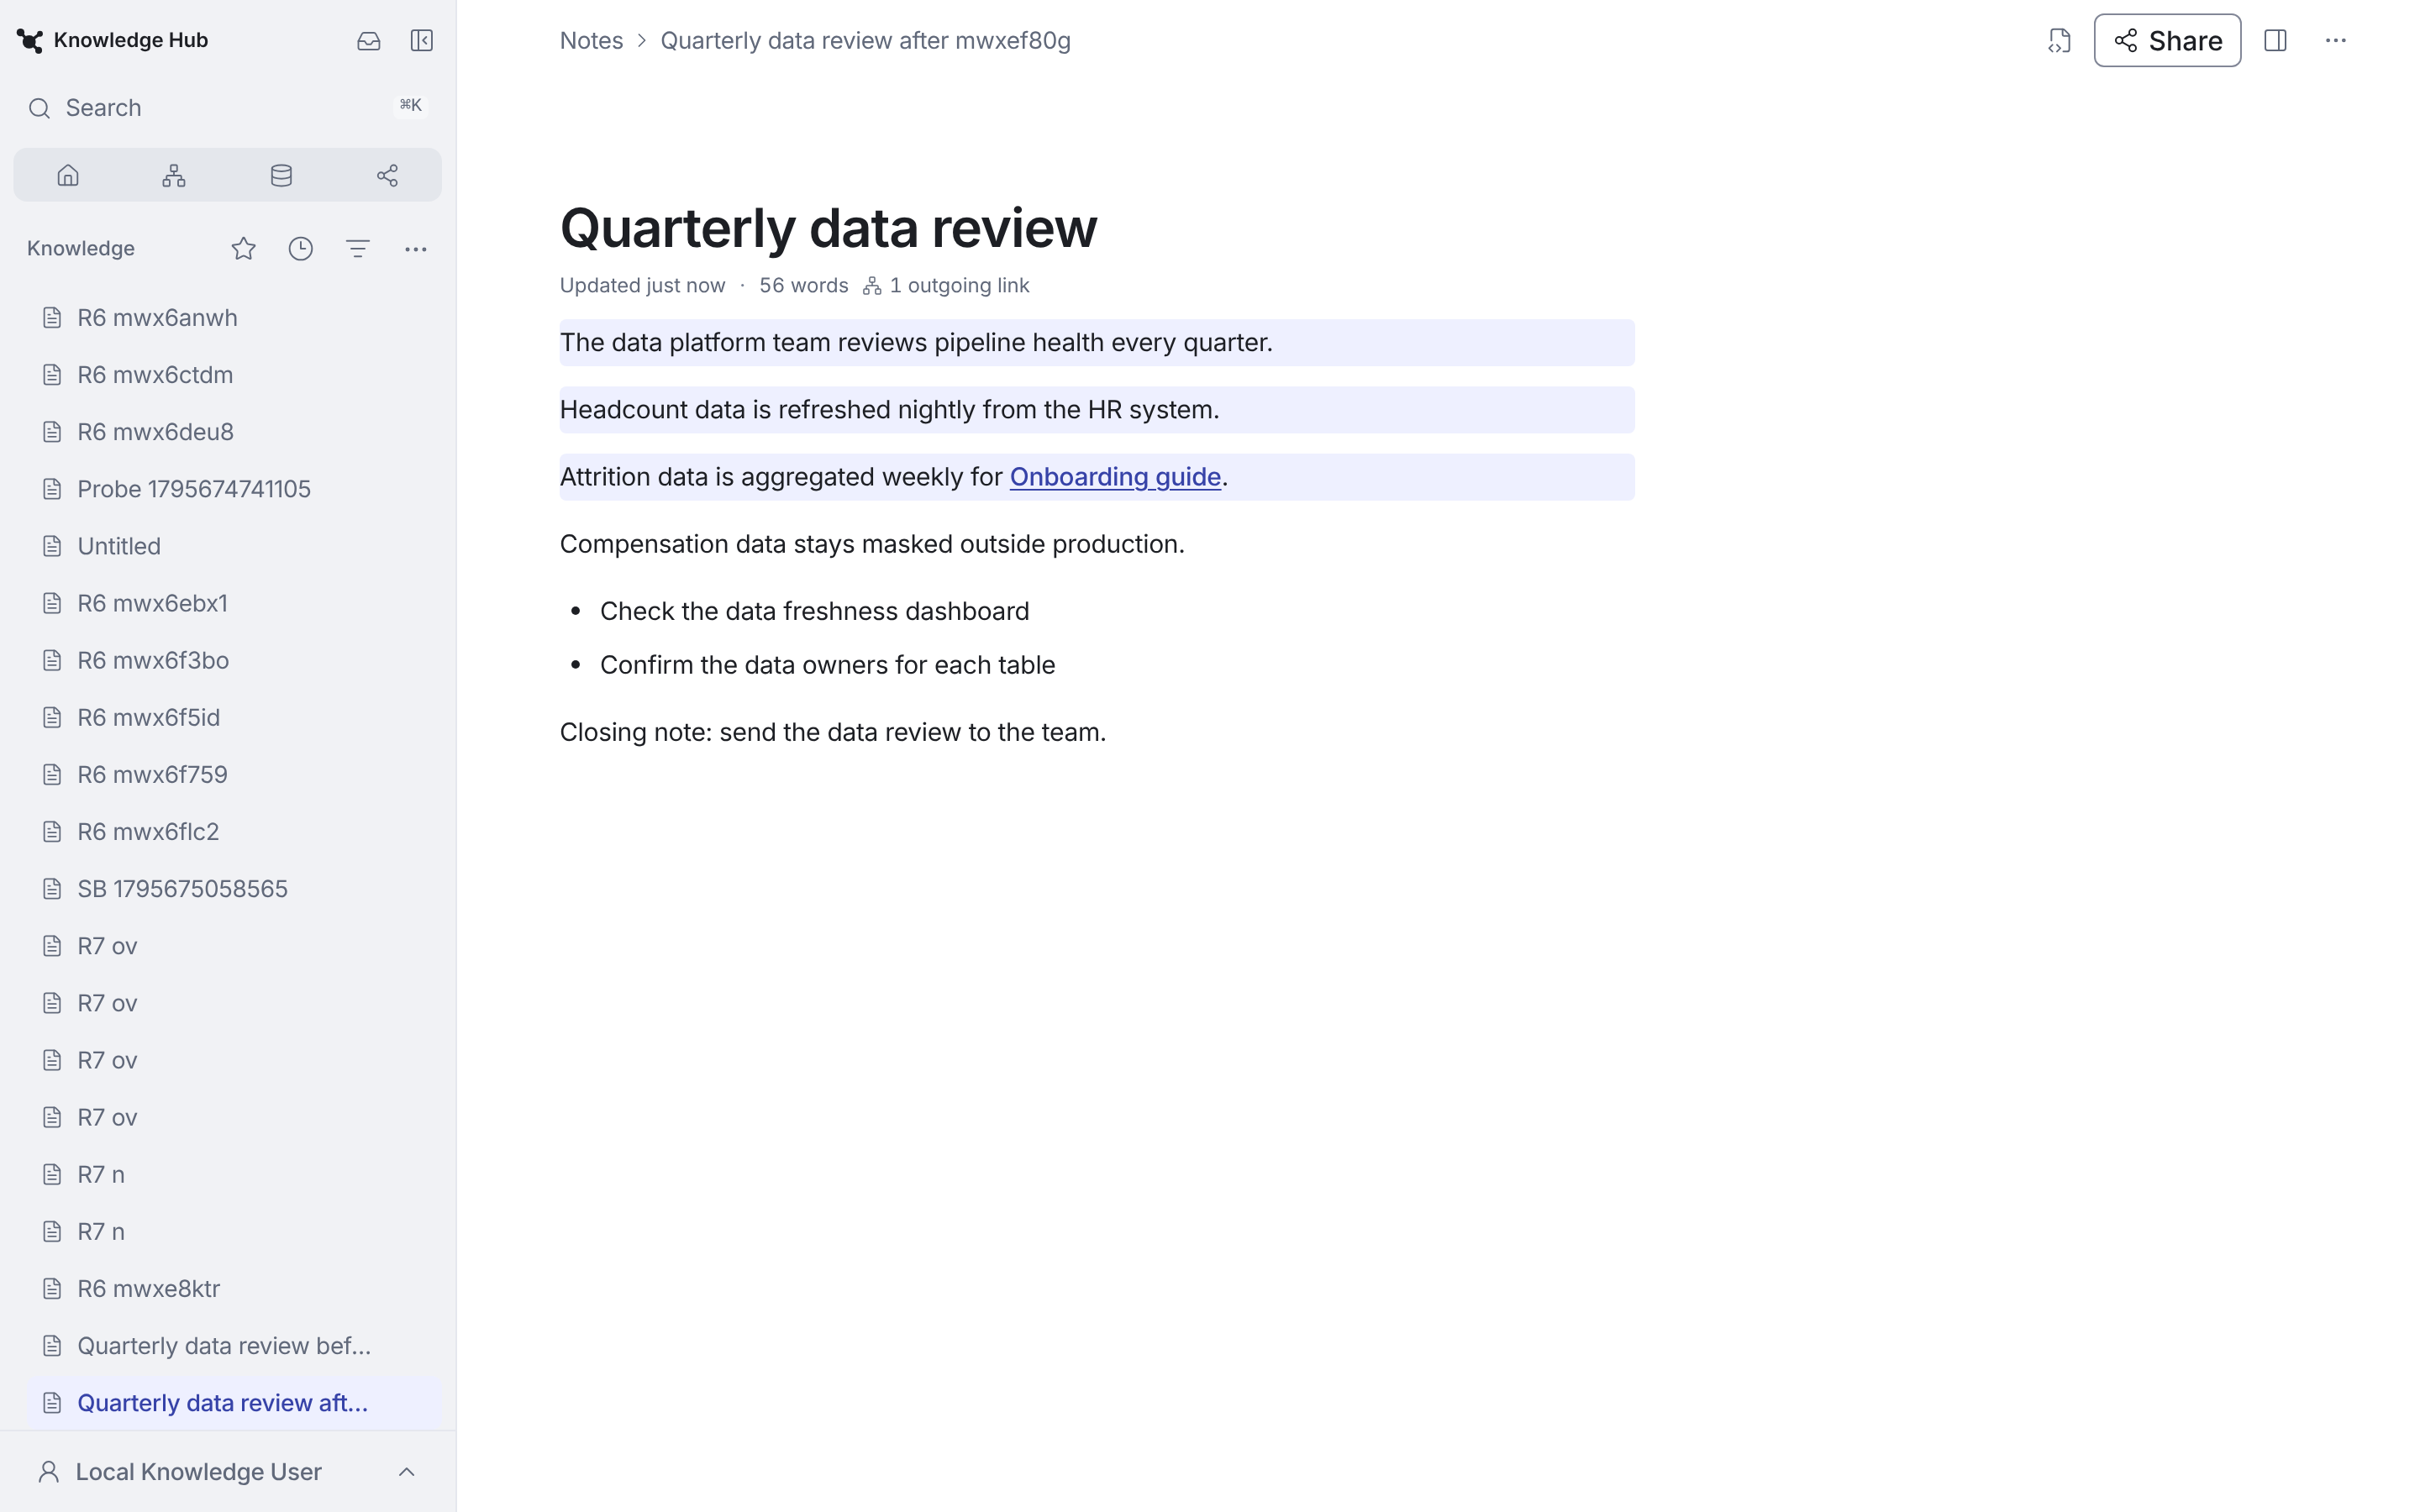 Knowledge Hub
Search
⌘K
Knowledge
R6 mwx6anwh
R6 mwx6ctdm
R6 mwx6deu8
Probe 1795674741105
Untitled
R6 mwx6ebx1
R6 mwx6f3bo
R6 mwx6f5id
R6 mwx6f759
R6 mwx6flc2
SB 1795675058565
R7 ov
R7 ov
R7 ov
R7 ov
R7 n
R7 n
R6 mwxe8ktr
Quarterly data review bef...
Quarterly data review aft...
Local Knowledge User
Notes > Quarterly data review after mwxef80g
Share
Quarterly data review
Updated just now · 56 words 1 outgoing link
The data platform team reviews pipeline health every quarter.
Headcount data is refreshed nightly from the HR system.
Attrition data is aggregated weekly for Onboarding guide.
Compensation data stays masked outside production.
• Check the data freshness dashboard
• Confirm the data owners for each table
Closing note: send the data review to the team.